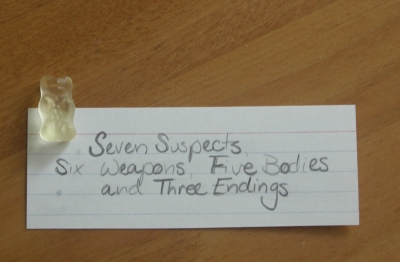 Seven Suspects,
Six Weapons, Five Bodies
and Three Endings